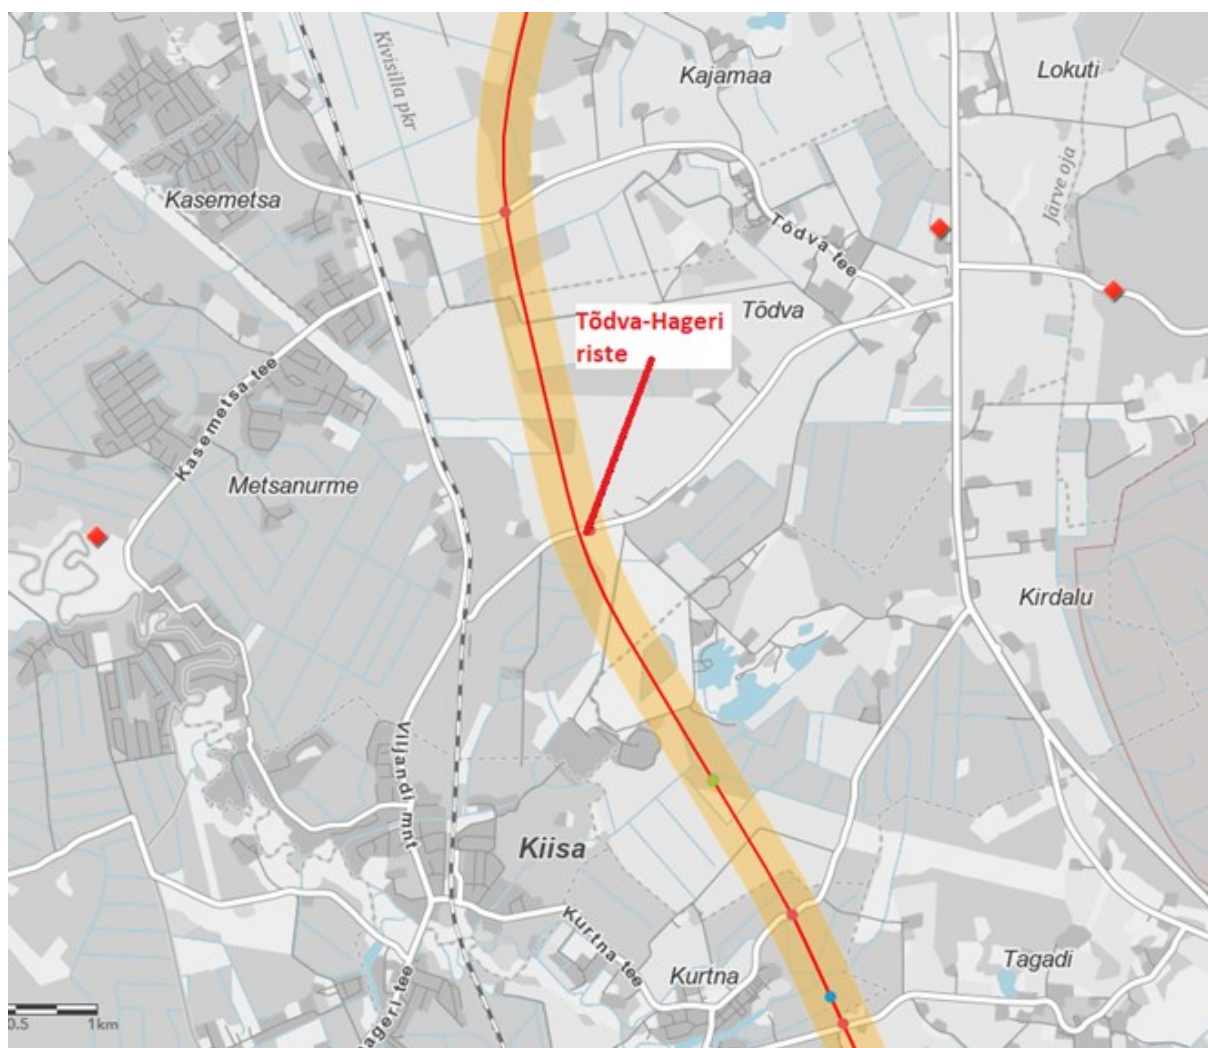 Kivisilla pkr
Kajamaa
Lokuti
Järve oja
Kasemetsa
Tõdva tee
Tõdva
Tõdva-Hageri
riste
Kasemetsa tee
Metsanurme
Kirdalu
Viljandi mnt
Kiisa
Kurtna tee
Kurtna
Tagadi
0.5 1km
ageri tee